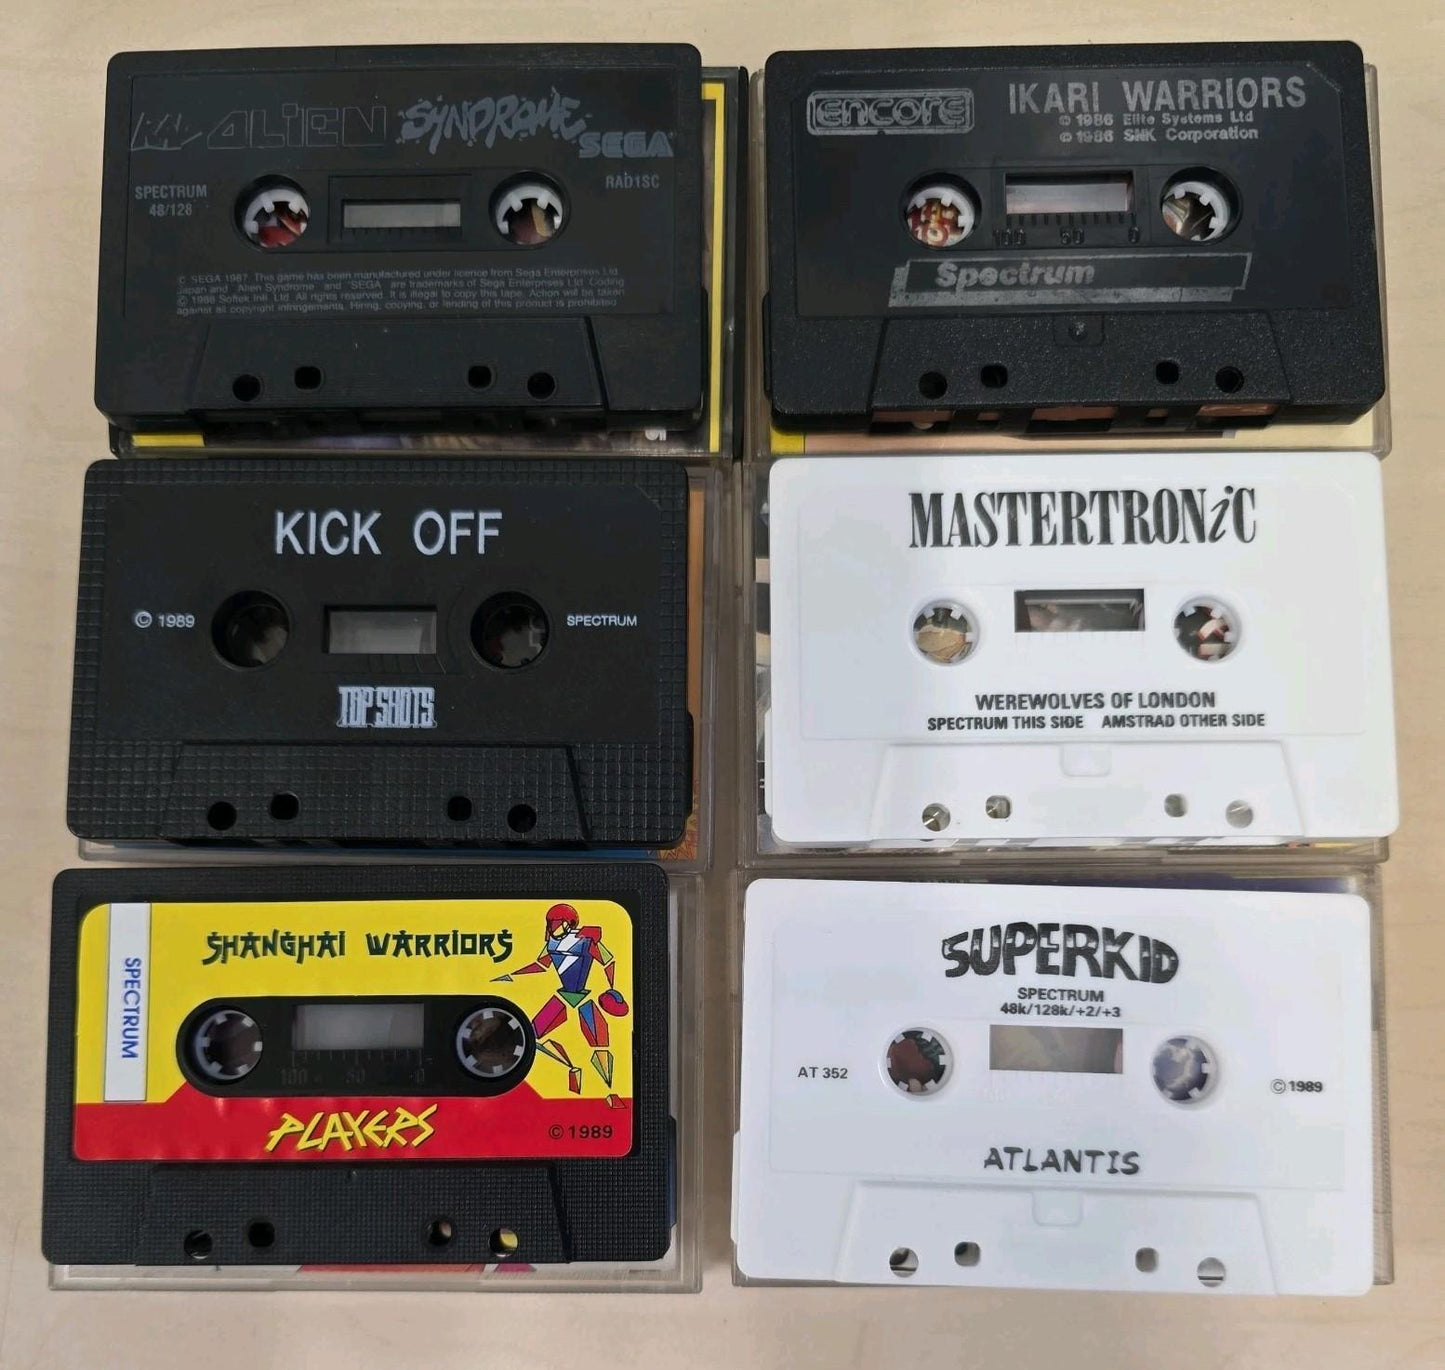 RAD ALIEN SYNDROME
SEGA
SPECTRUM
48/128
RAD1SC
© SEGA 1987. This game has been manufactured under licence from Sega Enterprises Ltd
Japan and "Alien Syndrome" and "SEGA" are trademarks of Sega Enterprises Ltd. Coding
© 1988 Softek Intl. Ltd. All rights reserved. It is illegal to copy this tape. Action will be taken
against all copyright infringements. Hiring, copying, or lending of this product is prohibited
encore
IKARI WARRIORS
© 1986 Elite Systems Ltd
© 1986 SNK Corporation
100 50 0
Spectrum
KICK OFF
© 1989
SPECTRUM
TOP SHOTS
MASTERTRONiC
WEREWOLVES OF LONDON
SPECTRUM THIS SIDE AMSTRAD OTHER SIDE
SHANGHAI WARRIORS
SPECTRUM
100 50 0
PLAYERS
© 1989
SUPERKID
SPECTRUM
48k/128k/+2/+3
AT 352
© 1989
ATLANTIS